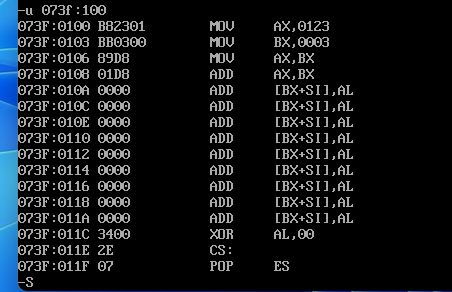 -u 073f:100
073F:0100 B82301 MOV AX,0123
073F:0103 BB0300 MOV BX,0003
073F:0106 89D8 MOV AX,BX
073F:0108 01D8 ADD AX,BX
073F:010A 0000 ADD [BX+SI],AL
073F:010C 0000 ADD [BX+SI],AL
073F:010E 0000 ADD [BX+SI],AL
073F:0110 0000 ADD [BX+SI],AL
073F:0112 0000 ADD [BX+SI],AL
073F:0114 0000 ADD [BX+SI],AL
073F:0116 0000 ADD [BX+SI],AL
073F:0118 0000 ADD [BX+SI],AL
073F:011A 0000 ADD [BX+SI],AL
073F:011C 3400 XOR AL,00
073F:011E 2E CS:
073F:011F 07 POP ES
-S